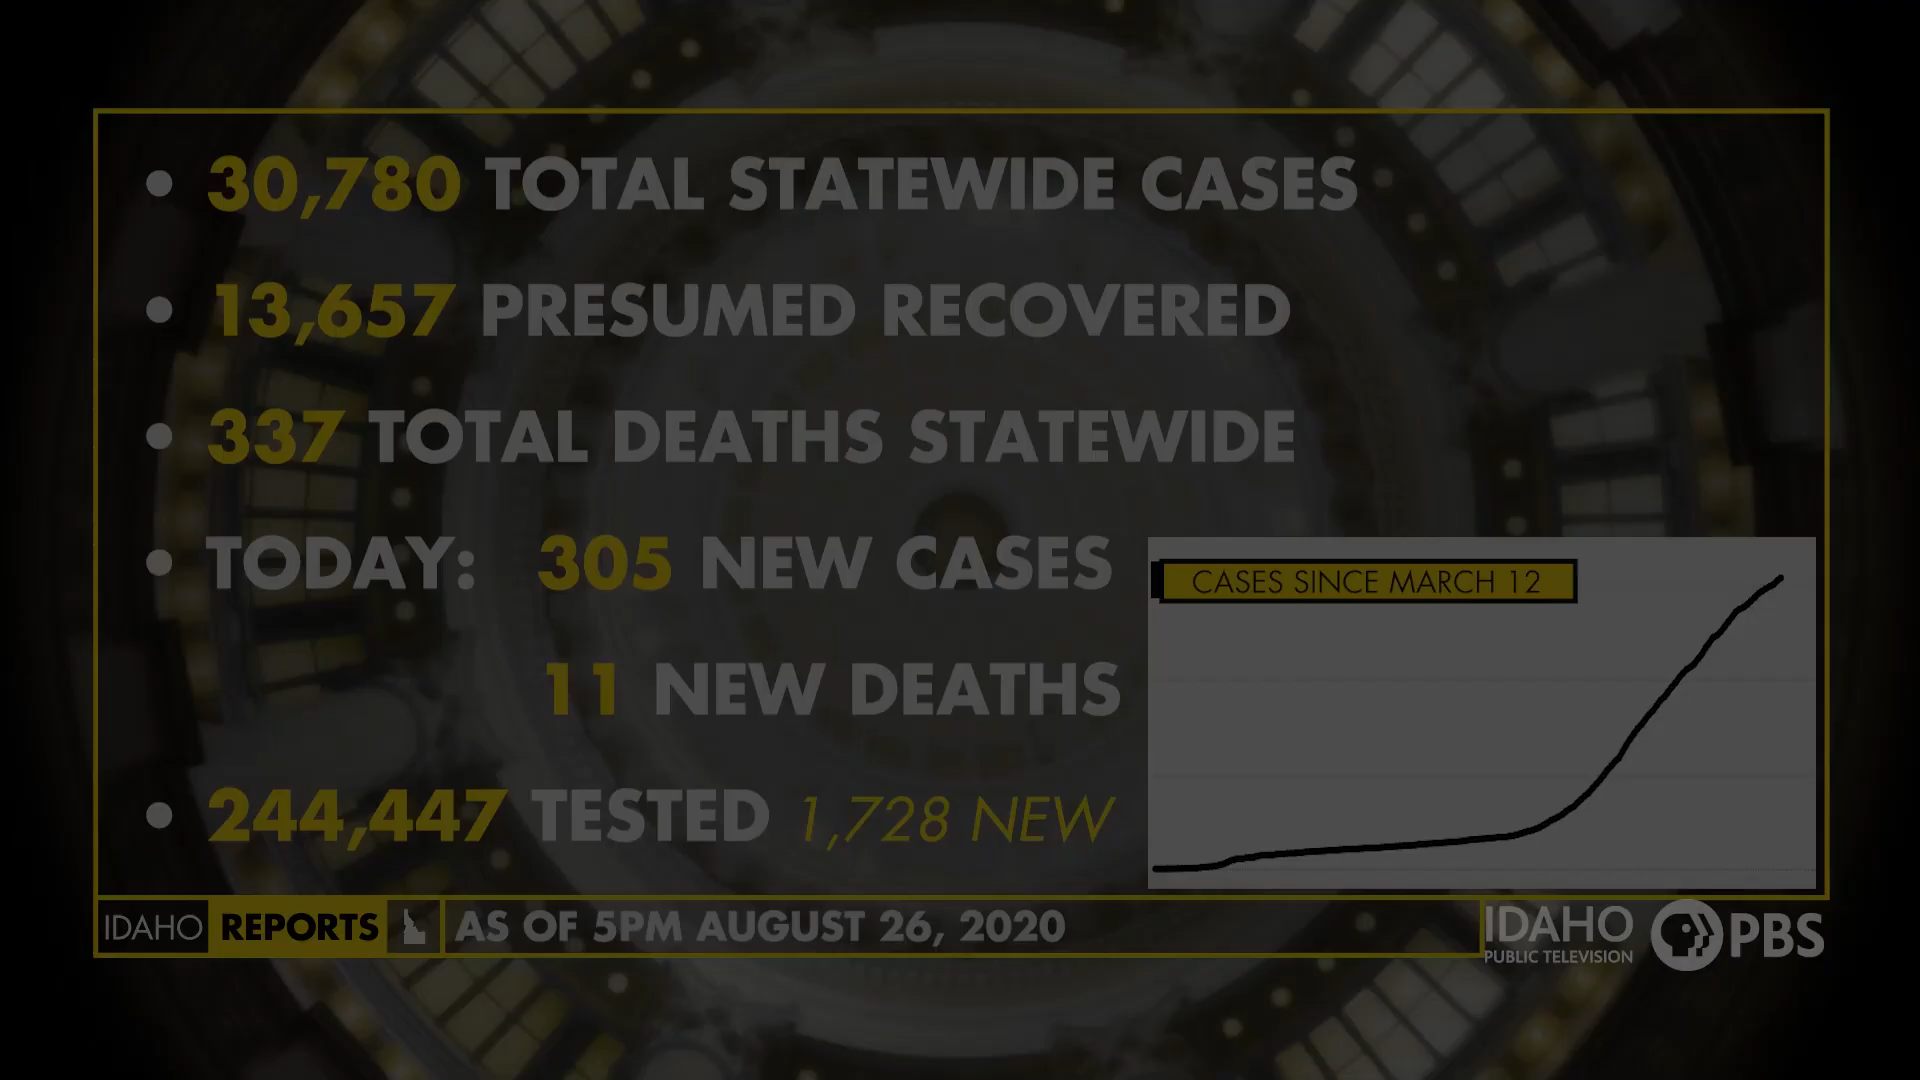 • 30,780 TOTAL STATEWIDE CASES
• 13,657 PRESUMED RECOVERED
• 337 TOTAL DEATHS STATEWIDE
• TODAY: 305 NEW CASES
11 NEW DEATHS
• 244,447 TESTED 1,728 NEW
CASES SINCE MARCH 12
IDAHO REPORTS AS OF 5PM AUGUST 26, 2020
IDAHO
PUBLIC TELEVISION
PBS